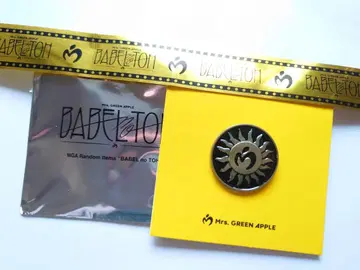 BABEL no TOH
BABEL no TOH
Mrs. GREEN APPLE
BABEL no TOH
MGA Random Items "BABEL no TOH
Mrs. GREEN APPLE